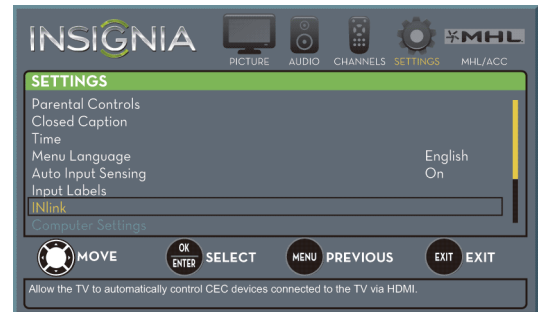 INSIGNIA
PICTURE AUDIO CHANNELS SETTINGS MHL MHL/ACC
SETTINGS
Parental Controls
Closed Caption
Time
Menu Language English
Auto Input Sensing On
Input Labels
INlink
Computer Settings
MOVE OK ENTER SELECT MENU PREVIOUS EXIT EXIT
Allow the TV to automatically control CEC devices connected to the TV via HDMI.